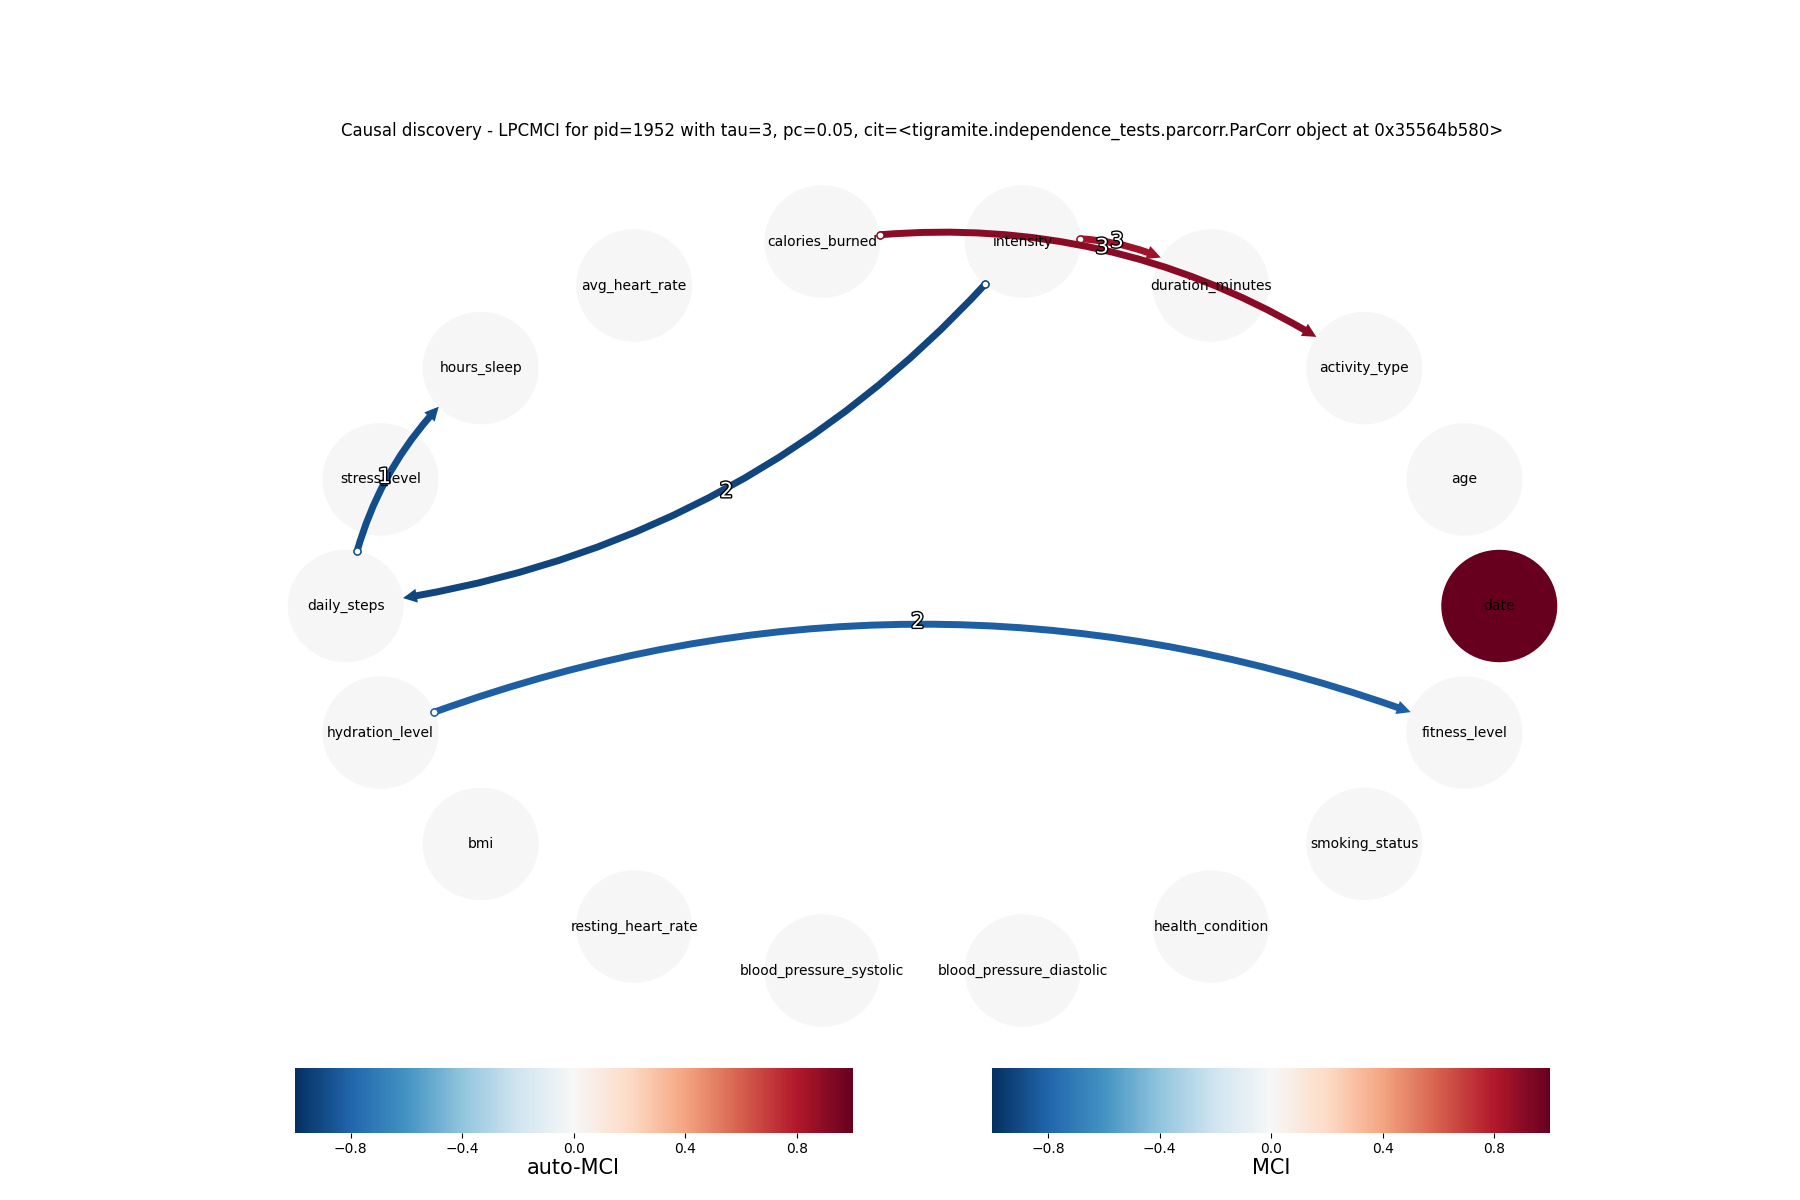 Causal discovery - LPCMCI for pid=1952 with tau=3, pc=0.05, cit=<tigramite.independence_tests.parcorr.ParCorr object at 0x35564b580>
calories_burned
intensity
3
3
avg_heart_rate
duration_minutes
hours_sleep
activity_type
stress_level
1
2
age
daily_steps
date
2
hydration_level
fitness_level
bmi
smoking_status
resting_heart_rate
health_condition
blood_pressure_systolic
blood_pressure_diastolic
−0.8 −0.4 0.0 0.4 0.8
auto-MCI
−0.8 −0.4 0.0 0.4 0.8
MCI